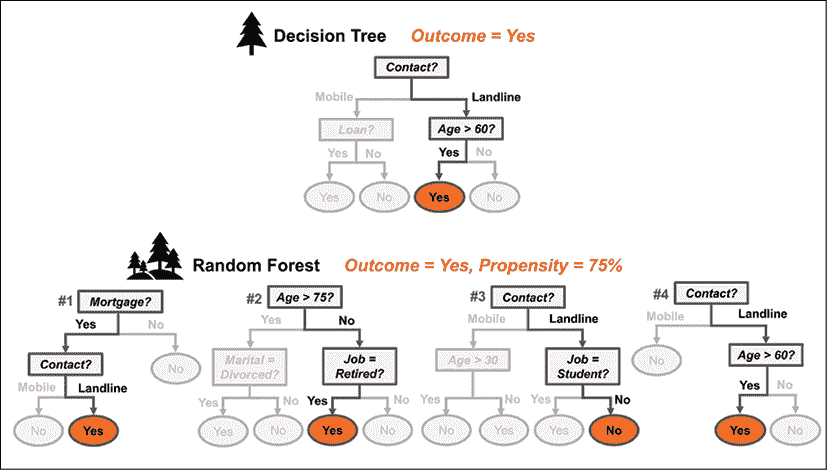 Decision Tree Outcome = Yes
Contact?
Mobile Landline
Loan? Age > 60?
Yes No Yes No
Yes No Yes No
Random Forest Outcome = Yes, Propensity = 75%
#1 Mortgage?
Yes No
Contact? No
Mobile Landline
No Yes
#2 Age > 75?
Yes No
Marital =
Divorced?
Job =
Retired?
Yes No Yes No
Yes No Yes No
#3 Contact?
Mobile Landline
Age > 30
Job =
Student?
Yes No Yes No
No Yes Yes No
#4 Contact?
Mobile Landline
No Age > 60?
Yes No
Yes No